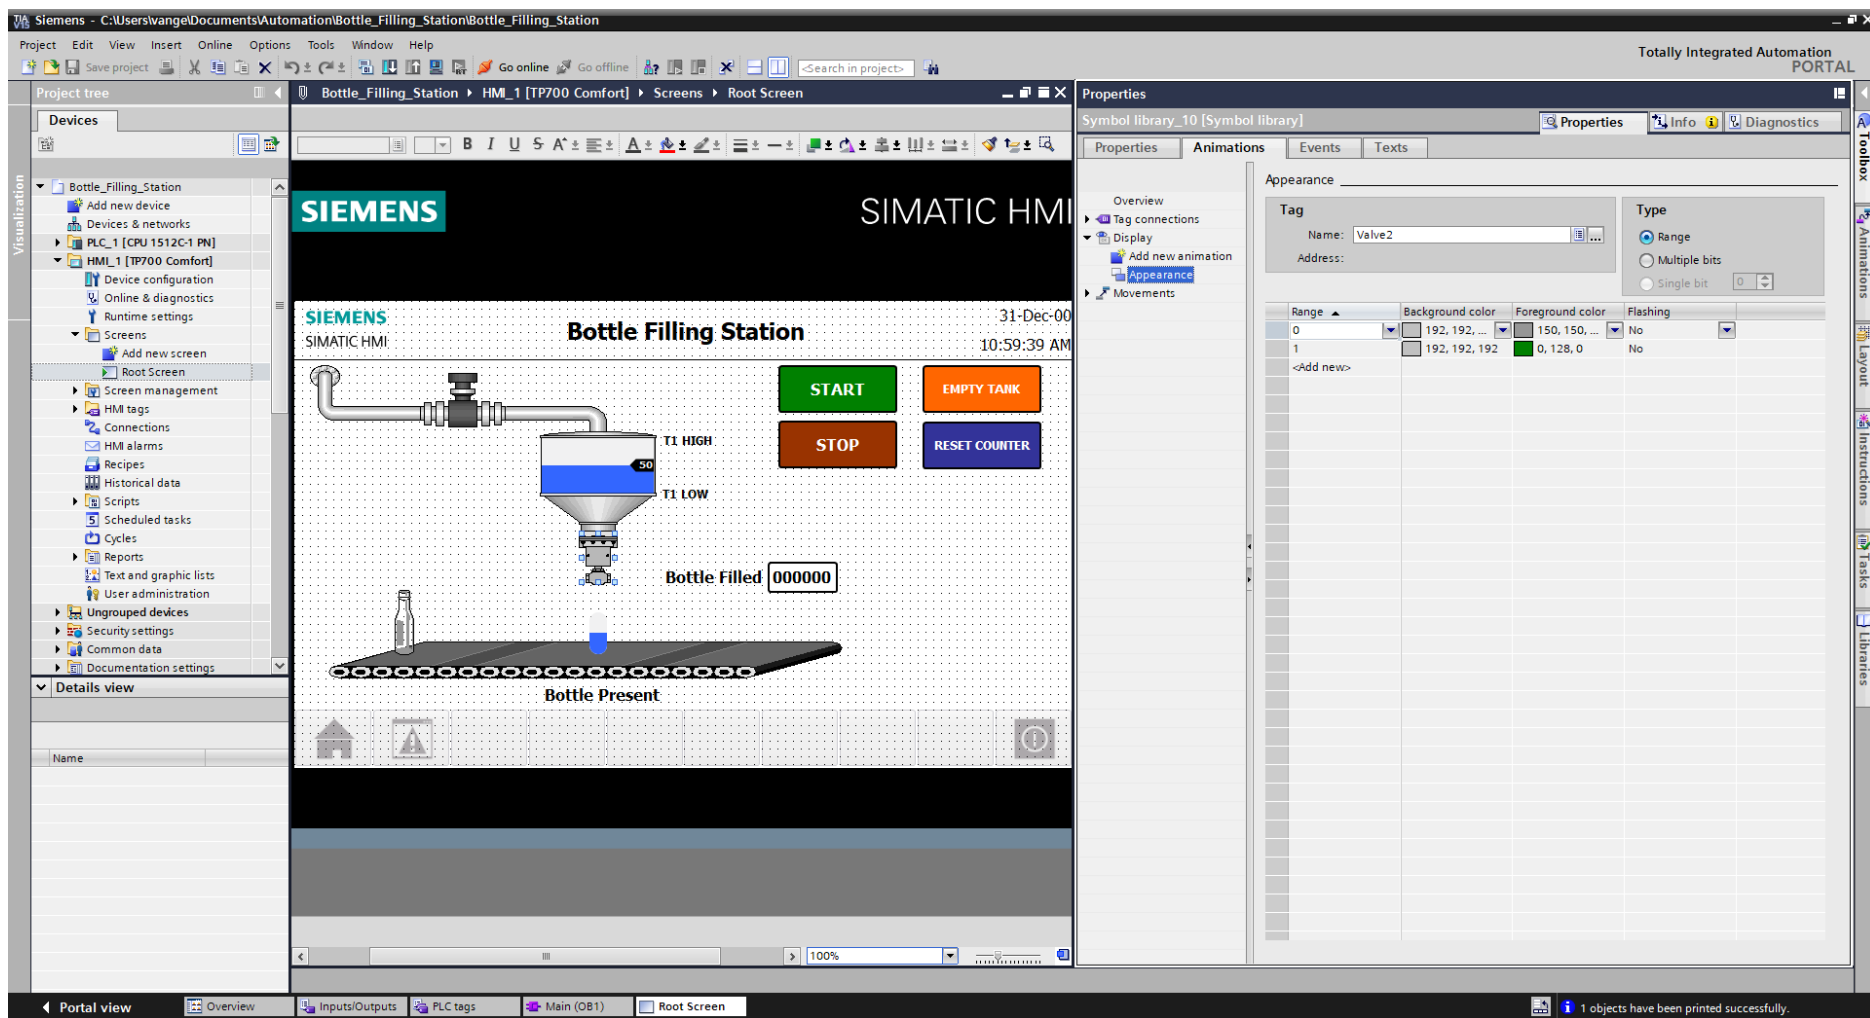 Siemens - C:\Users\vange\Documents\Automation\Bottle_Filling_Station\Bottle_Filling_Station
Project Edit View Insert Online Options Tools Window Help
Totally Integrated Automation
PORTAL
Save project Go online Go offline <Search in project>
Project tree
Bottle_Filling_Station HMI_1 [TP700 Comfort] Screens Root Screen
Properties
Devices
Symbol library_10 [Symbol library]
Properties Info Diagnostics
Properties Animations Events Texts
Visualization
Bottle_Filling_Station
Add new device
Devices & networks
PLC_1 [CPU 1512C-1 PN]
HMI_1 [TP700 Comfort]
Device configuration
Online & diagnostics
Runtime settings
Screens
Add new screen
Root Screen
Screen management
HMI tags
Connections
HMI alarms
Recipes
Historical data
Scripts
Scheduled tasks
Cycles
Reports
Text and graphic lists
User administration
Ungrouped devices
Security settings
Common data
Documentation settings
Details view
Name
B I U S
SIEMENS
SIMATIC HMI
SIEMENS
SIMATIC HMI
Bottle Filling Station
31-Dec-00
10:59:39 AM
START
EMPTY TANK
STOP
RESET COUNTER
T1 HIGH
50
T1 LOW
Bottle Filled 000000
Bottle Present
100%
Overview
Tag connections
Display
Add new animation
Appearance
Movements
Appearance
Tag
Name: Valve2
Address:
Type
Range
Multiple bits
Single bit 0
Range Background color Foreground color Flashing
0 192, 192, ... 150, 150, ... No
1 192, 192, 192 0, 128, 0 No
<Add new>
Toolbox
Animations
Layout
Instructions
Tasks
Libraries
Portal view Overview Inputs/Outputs PLC tags Main (OB1) Root Screen
1 objects have been printed successfully.